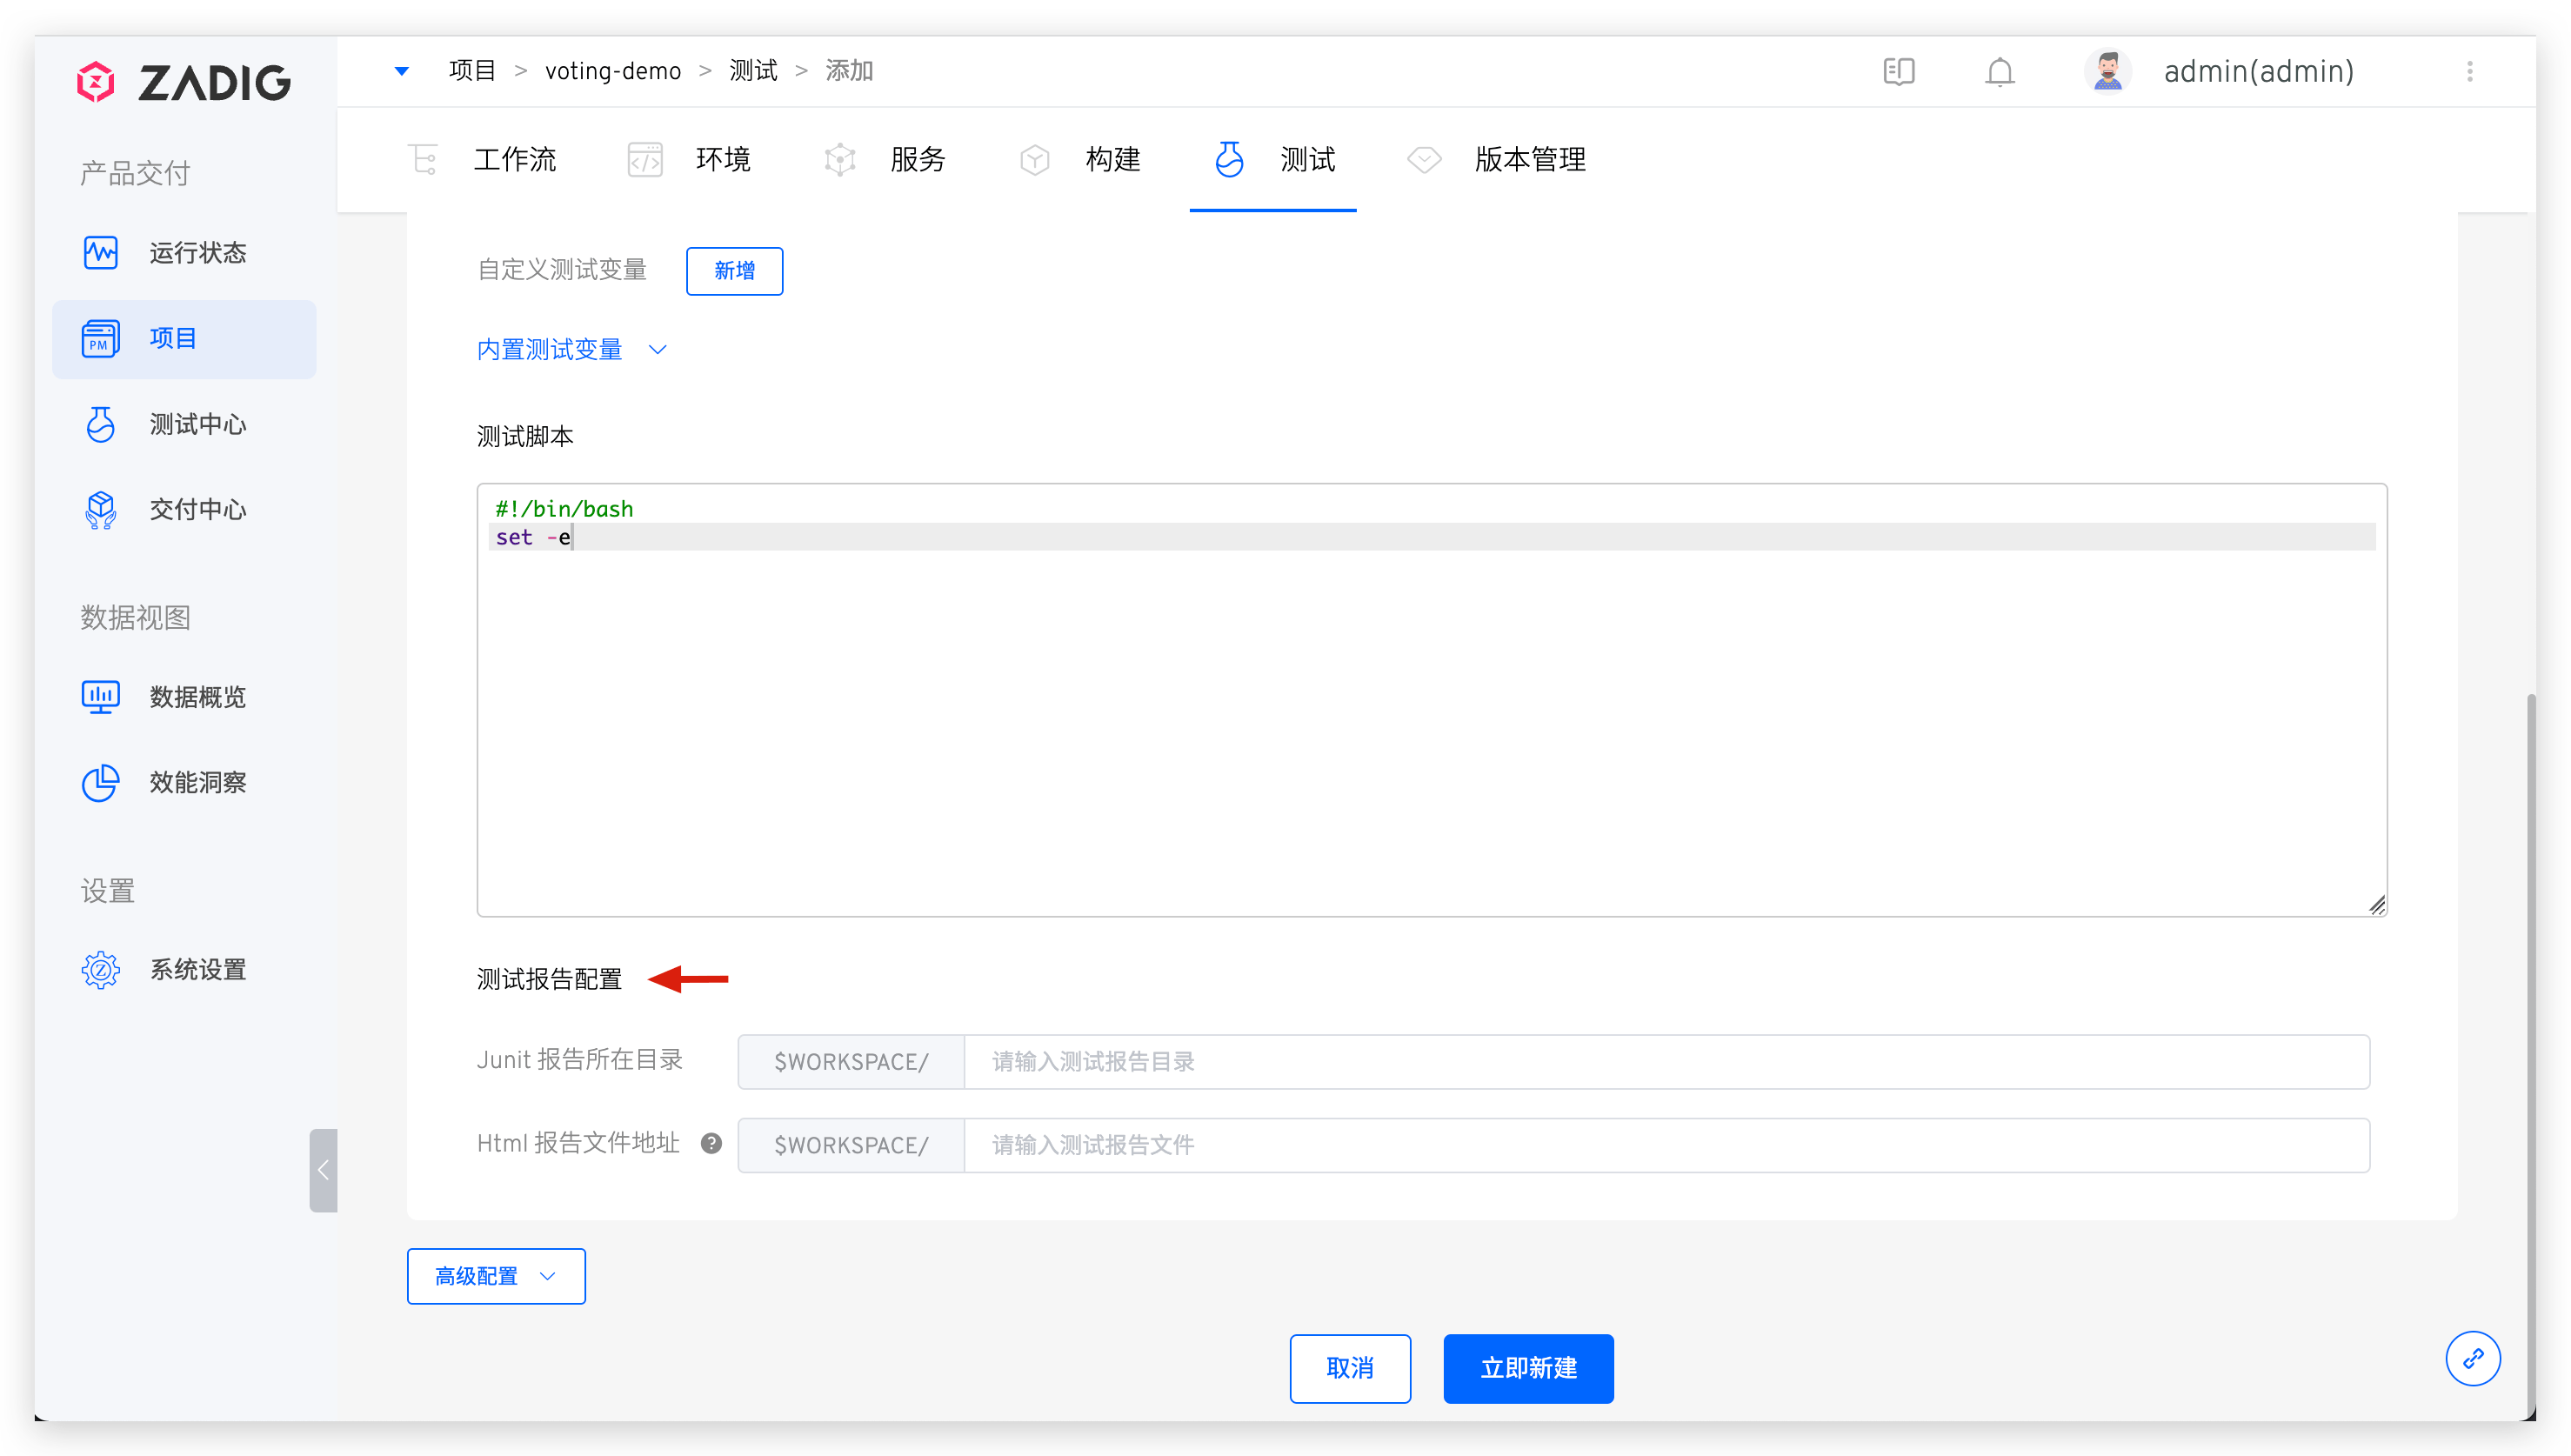 ZADIG
项目 > voting-demo > 测试 > 添加
admin(admin)
产品交付
运行状态
PM
项目
测试中心
交付中心
数据视图
数据概览
效能洞察
设置
Z
系统设置
工作流
</>
环境
服务
构建
测试
版本管理
自定义测试变量
新增
内置测试变量
测试脚本
#!/bin/bash
set -e
测试报告配置
Junit 报告所在目录
$WORKSPACE/
请输入测试报告目录
Html 报告文件地址
?
$WORKSPACE/
请输入测试报告文件
高级配置
取消
立即新建